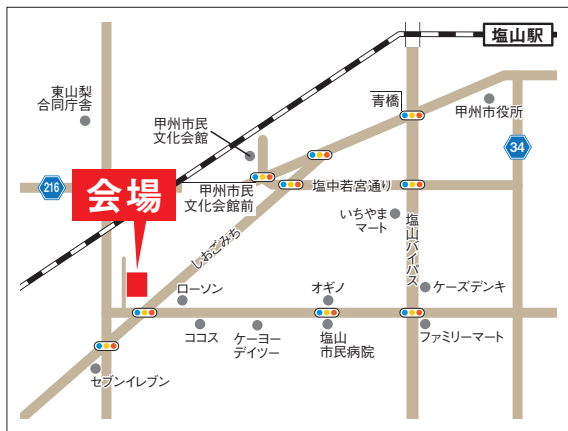 塩山駅
東山梨
合同庁舎
青橋
甲州市役所
甲州市民
文化会館
34
216
会場
甲州市民
文化会館前
塩中若宮通り
いちやま
マート
しおごみち
塩山バイパス
ローソン
オギノ
ケーズデンキ
ココス
ケーヨー
デイツー
塩山
市民病院
ファミリーマート
セブンイレブン